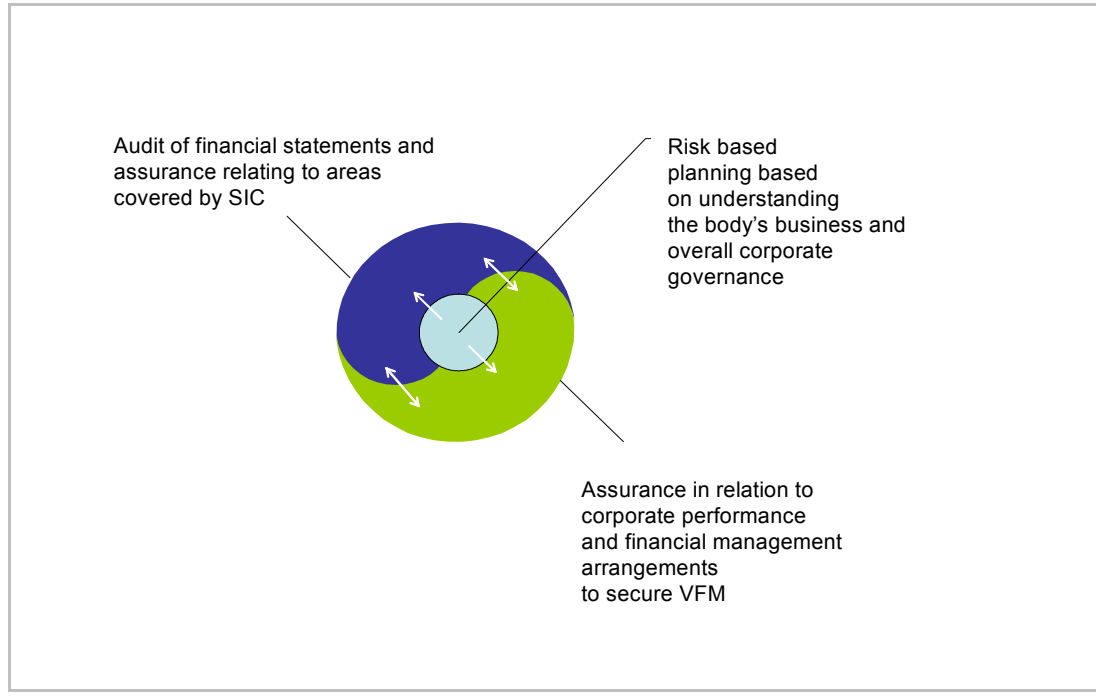 Audit of financial statements and
assurance relating to areas
covered by SIC
Risk based
planning based
on understanding
the body’s business and
overall corporate
governance
Assurance in relation to
corporate performance
and financial management
arrangements
to secure VFM